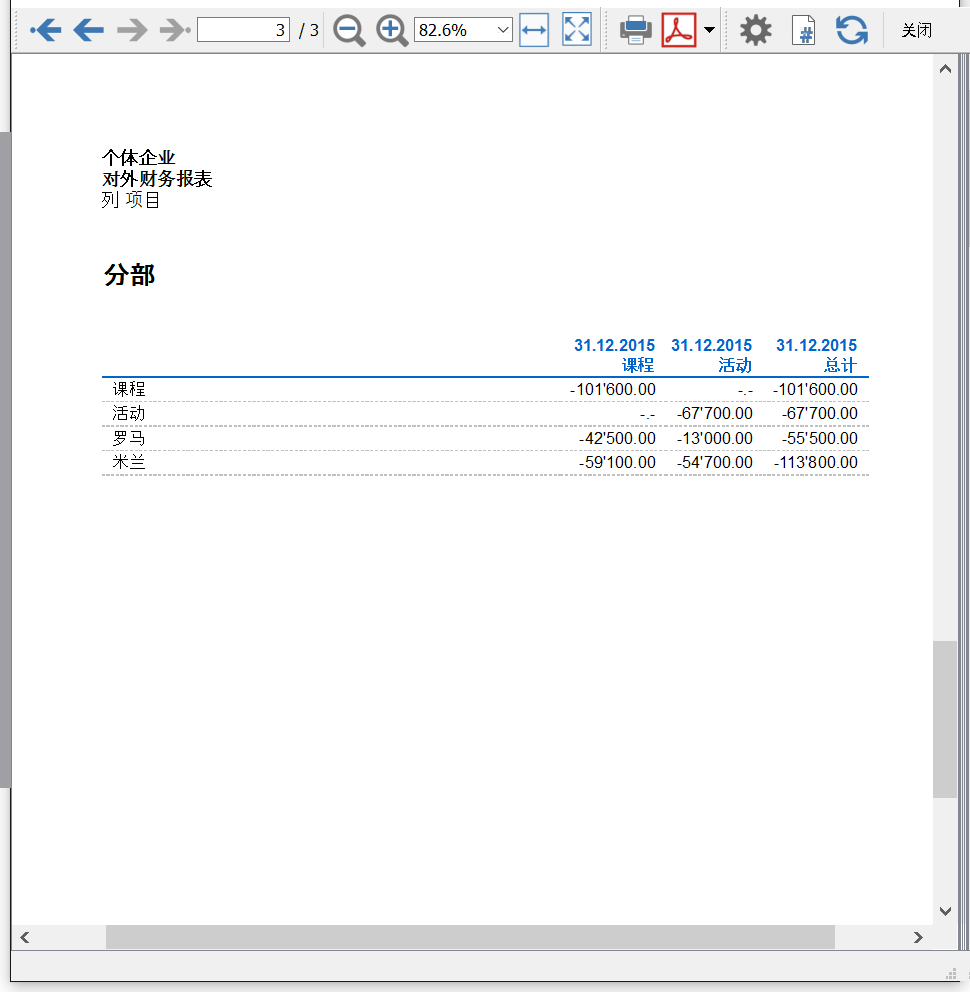 3 / 3 82.6% 关闭
个体企业
对外财务报表
列 项目
分部
31.12.2015 31.12.2015 31.12.2015
课程 活动 总计
课程 -101'600.00 -.- -101'600.00
活动 -.- -67'700.00 -67'700.00
罗马 -42'500.00 -13'000.00 -55'500.00
米兰 -59'100.00 -54'700.00 -113'800.00